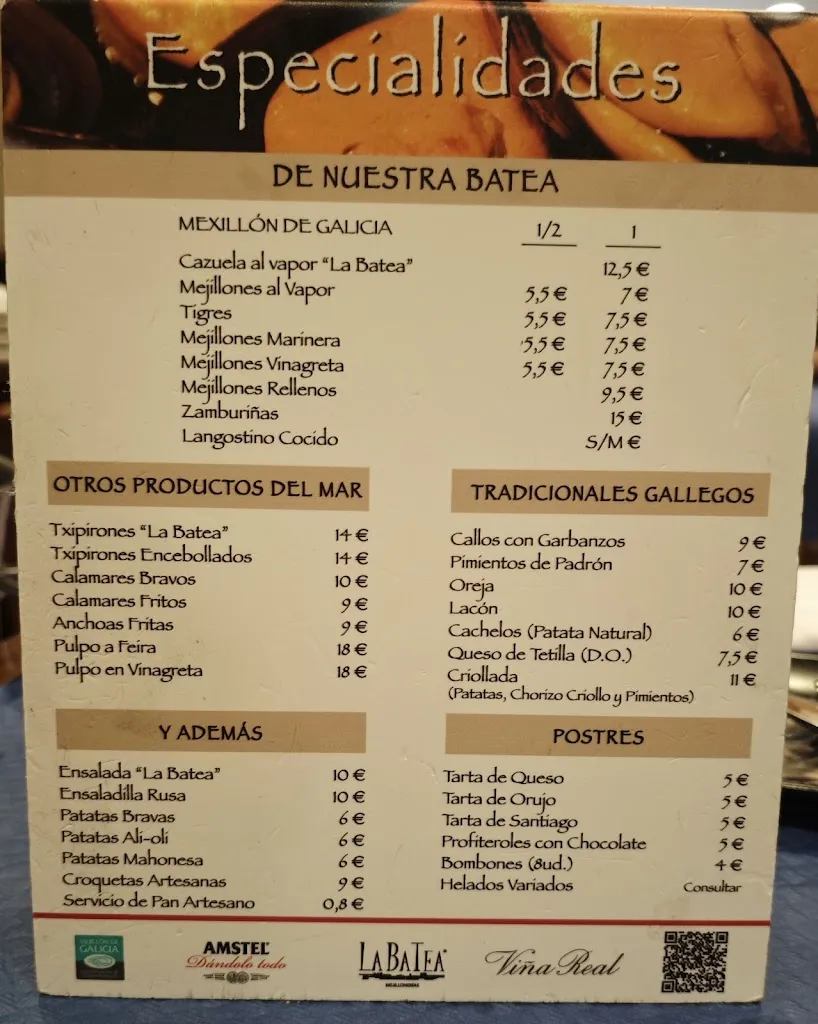 Especialidades
DE NUESTRA BATEA
MEXILLÓN DE GALICIA 1/2 1
Cazuela al vapor “La Batea” 12,5 €
Mejillones al Vapor 5,5 € 7 €
Tigres 5,5 € 7,5 €
Mejillones Marinera 5,5 € 7,5 €
Mejillones Vinagreta 5,5 € 7,5 €
Mejillones Rellenos 9,5 €
Zamburiñas 15 €
Langostino Cocido S/M €
OTROS PRODUCTOS DEL MAR
Txipirones “La Batea” 14 €
Txipirones Encebollados 14 €
Calamares Bravos 10 €
Calamares Fritos 9 €
Anchoas Fritas 9 €
Pulpo a Feira 18 €
Pulpo en Vinagreta 18 €
TRADICIONALES GALLEGOS
Callos con Garbanzos 9 €
Pimientos de Padrón 7 €
Oreja 10 €
Lacón 10 €
Cachelos (Patata Natural) 6 €
Queso de Tetilla (D.O.) 7,5 €
Criollada 11 €
(Patatas, Chorizo Criollo y Pimientos)
Y ADEMÁS
Ensalada “La Batea” 10 €
Ensaladilla Rusa 10 €
Patatas Bravas 6 €
Patatas Ali-oli 6 €
Patatas Mahonesa 6 €
Croquetas Artesanas 9 €
Servicio de Pan Artesano 0,8 €
POSTRES
Tarta de Queso 5 €
Tarta de Orujo 5 €
Tarta de Santiago 5 €
Profiteroles con Chocolate 5 €
Bombones (8ud.) 4 €
Helados Variados Consultar
MEXILLÓN DE
GALICIA
AMSTEL
Dándolo todo
LA BATEA
MEJILLONERÍAS
Viña Real